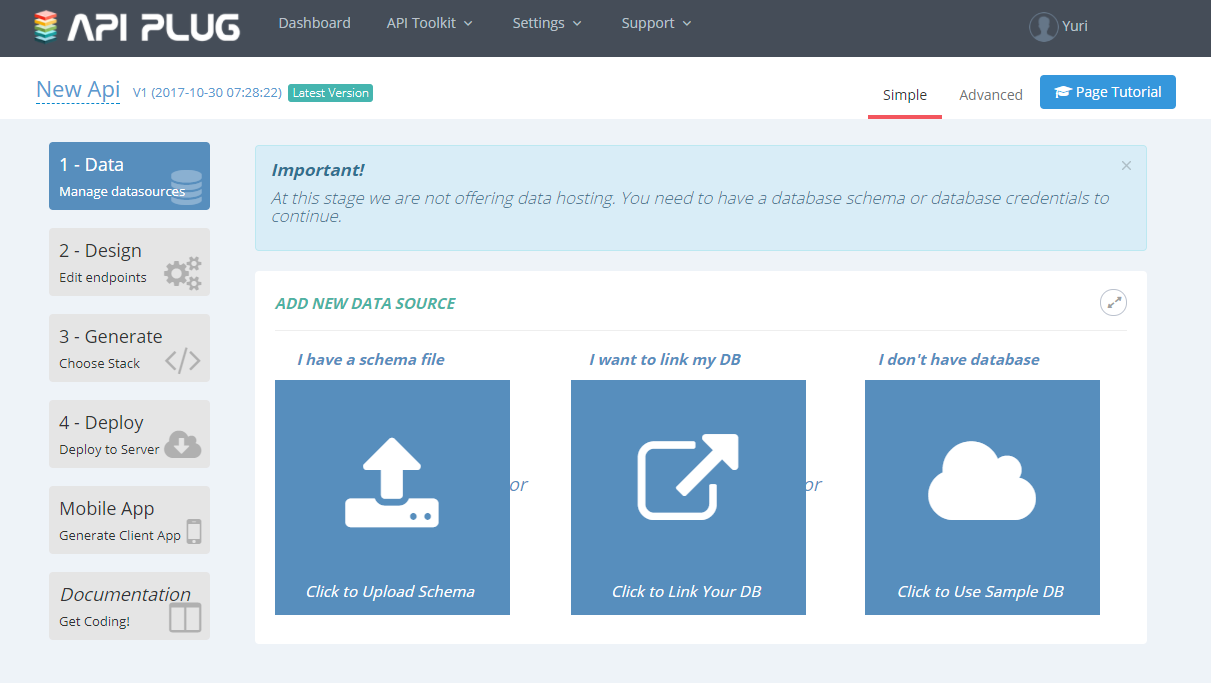 API PLUG
Dashboard
API Toolkit
Settings
Support
Yuri
New Api
V1 (2017-10-30 07:28:22)
Latest Version
Simple
Advanced
Page Tutorial
1 - Data
Manage datasources
2 - Design
Edit endpoints
3 - Generate
Choose Stack
4 - Deploy
Deploy to Server
Mobile App
Generate Client App
Documentation
Get Coding!
Important!
×
At this stage we are not offering data hosting. You need to have a database schema or database credentials to
continue.
ADD NEW DATA SOURCE
I have a schema file
Click to Upload Schema
or
I want to link my DB
Click to Link Your DB
or
I don't have database
Click to Use Sample DB